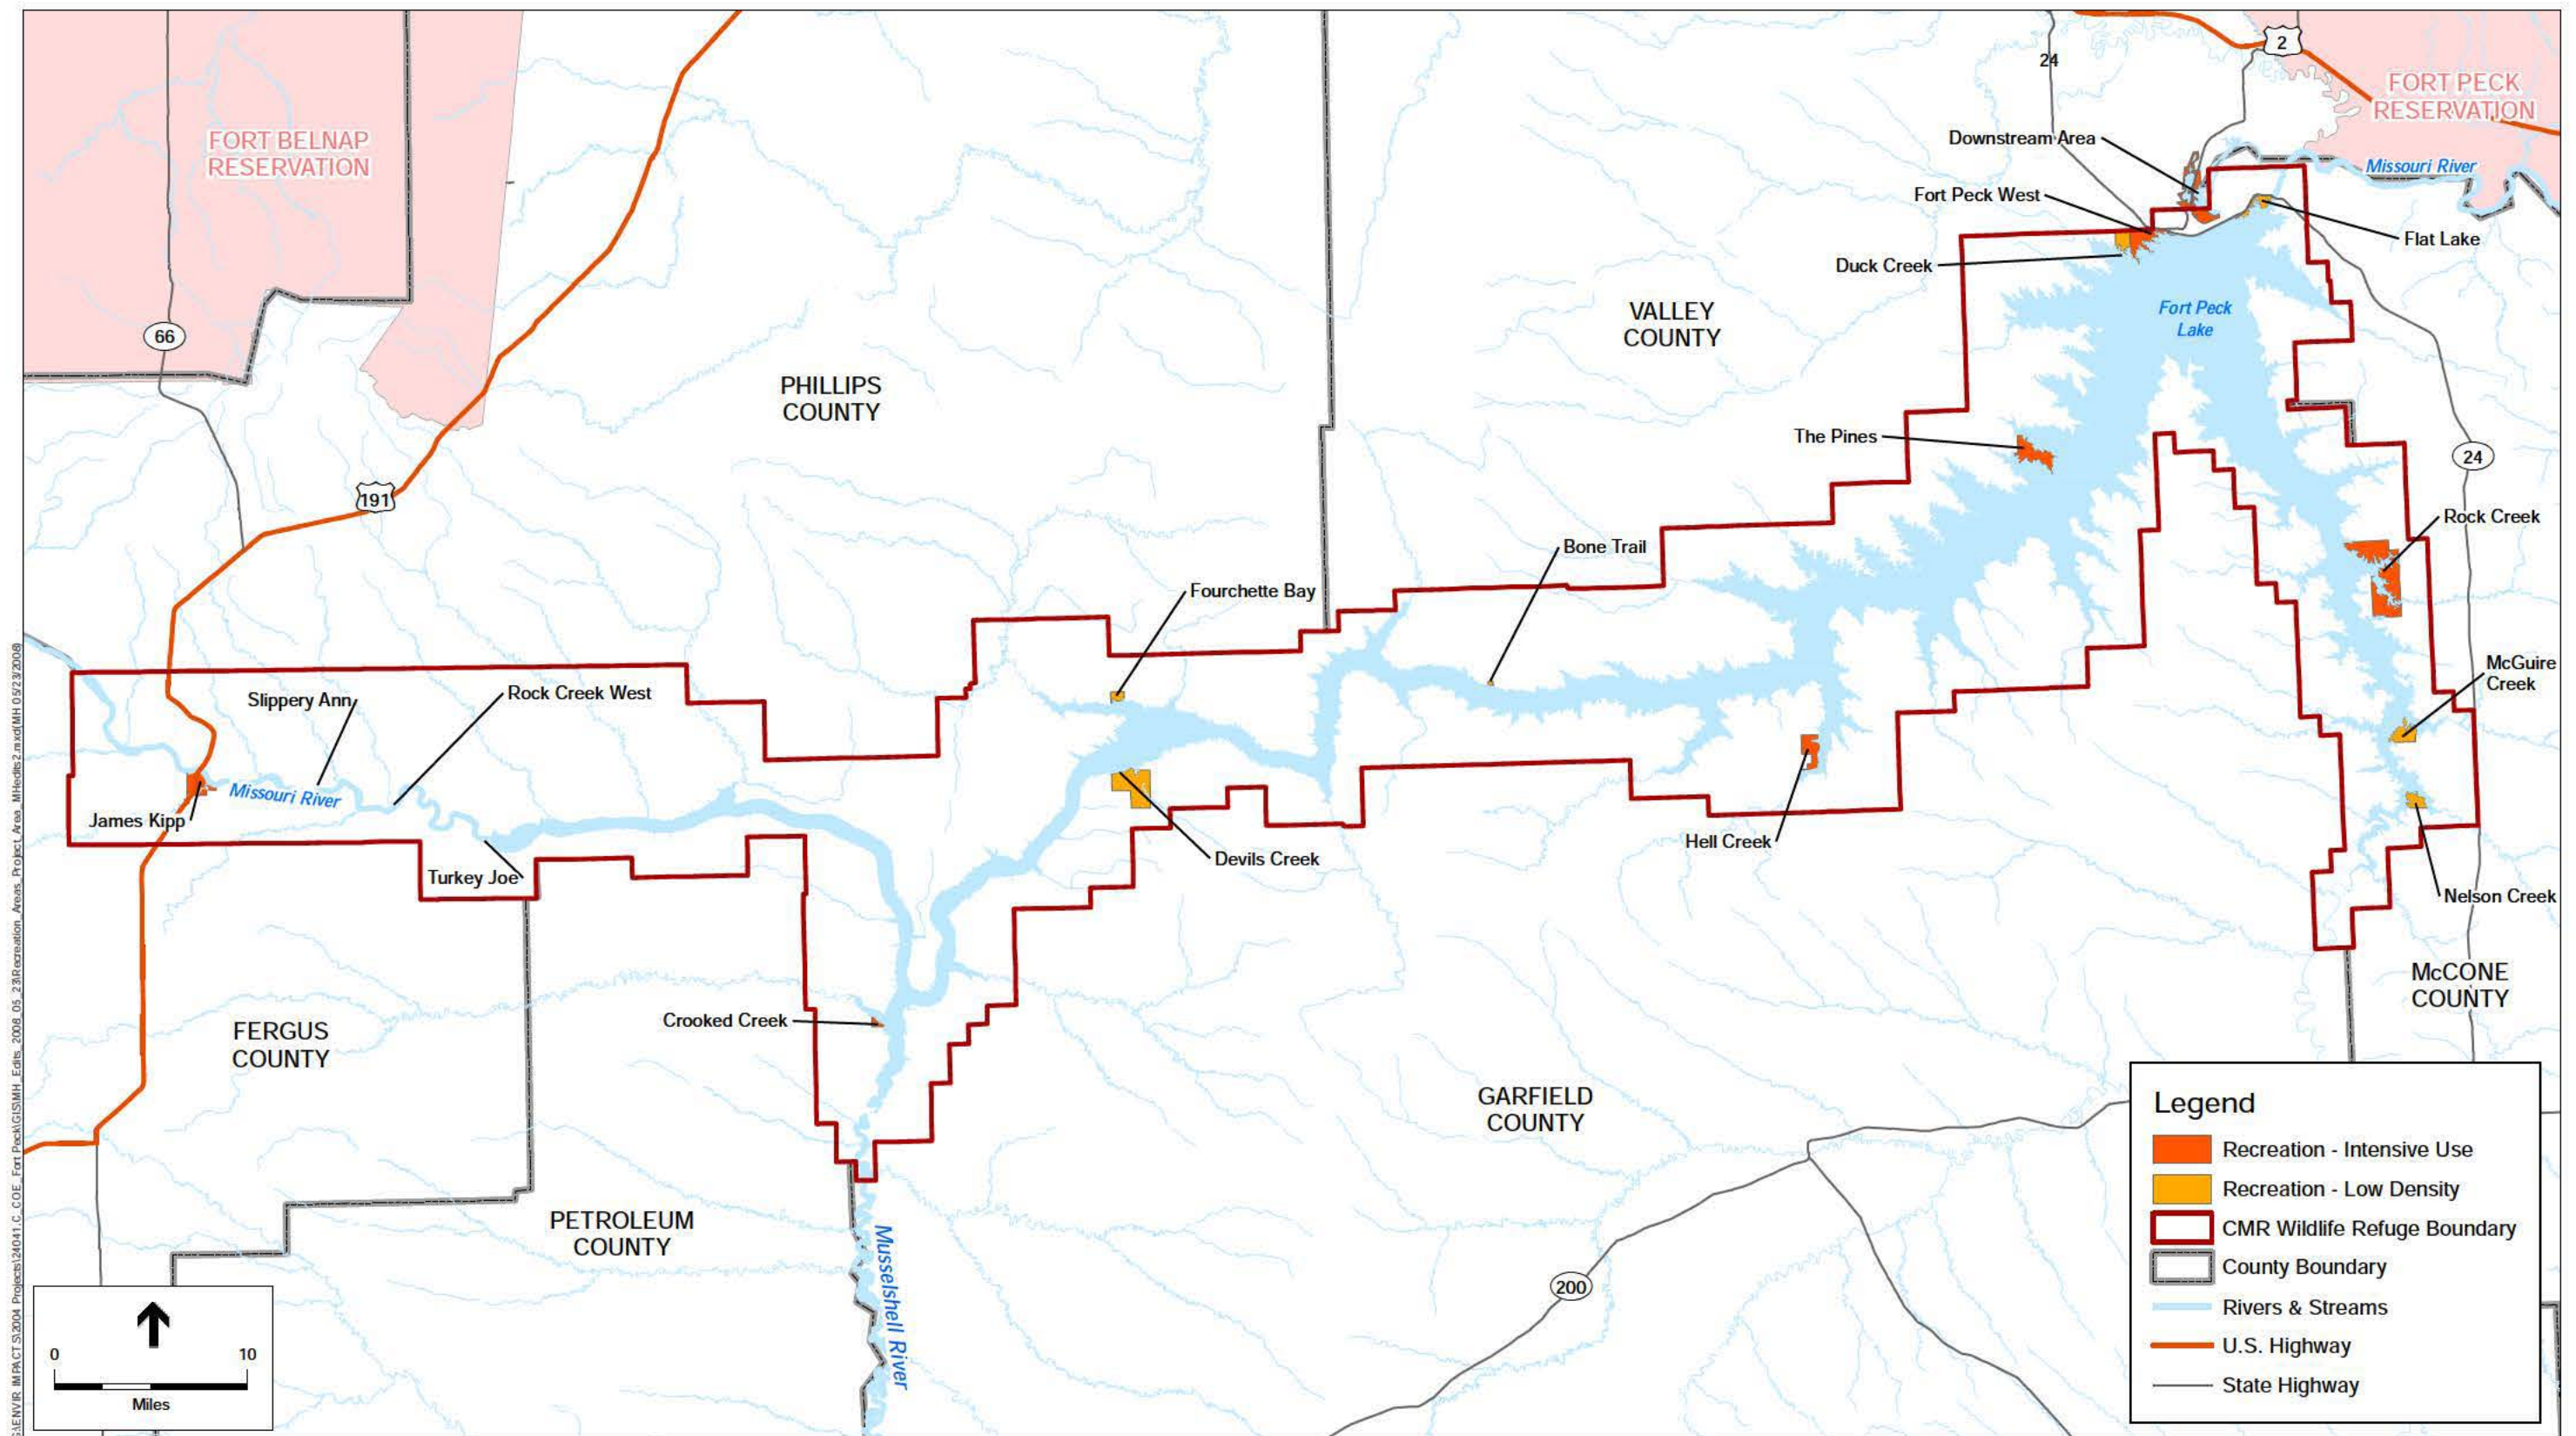 FORT BELNAP
RESERVATION
66
191
PHILLIPS
COUNTY
VALLEY
COUNTY
24
2
FORT PECK
RESERVATION
Downstream Area
Missouri River
Fort Peck West
Flat Lake
Duck Creek
Fort Peck
Lake
The Pines
24
Rock Creek
Bone Trail
Fourchette Bay
McGuire
Creek
Slippery Ann
Rock Creek West
Missouri River
James Kipp
Turkey Joe
Devils Creek
Hell Creek
Nelson Creek
McCONE
COUNTY
Crooked Creek
FERGUS
COUNTY
GARFIELD
COUNTY
PETROLEUM
COUNTY
Musselshell River
200
0 10
Miles
Legend
Recreation - Intensive Use
Recreation - Low Density
CMR Wildlife Refuge Boundary
County Boundary
Rivers & Streams
U.S. Highway
State Highway